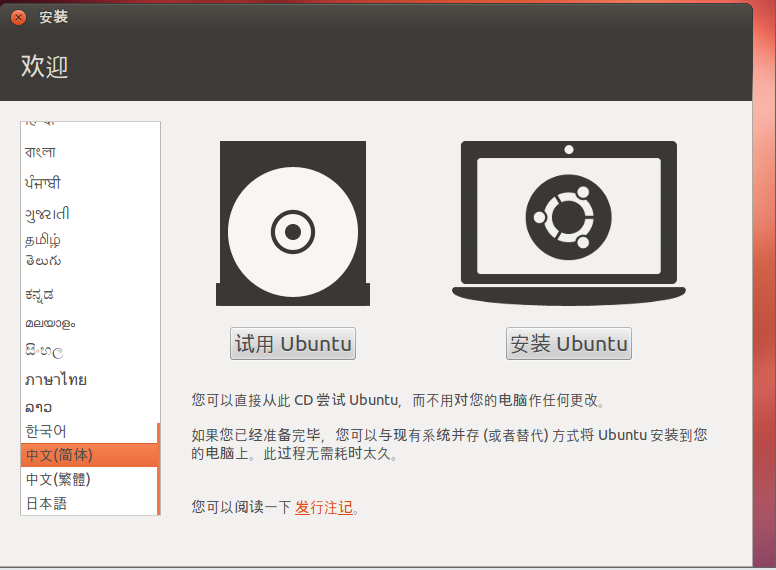 安装
欢迎
বাংলা
ਪੰਜਾਬੀ
ગુજરાતી
தமிழ்
తెలుగు
ಕನ್ನಡ
മലയാളം
සිංහල
ภาษาไทย
ລາວ
한국어
中文(简体)
中文(繁體)
日本語
试用 Ubuntu
安装 Ubuntu
您可以直接从此 CD 尝试 Ubuntu，而不用对您的电脑作任何更改。
如果您已经准备完毕，您可以与现有系统并存 (或者替代) 方式将 Ubuntu 安装到您
的电脑上。此过程无需耗时太久。
您可以阅读一下 发行注记。